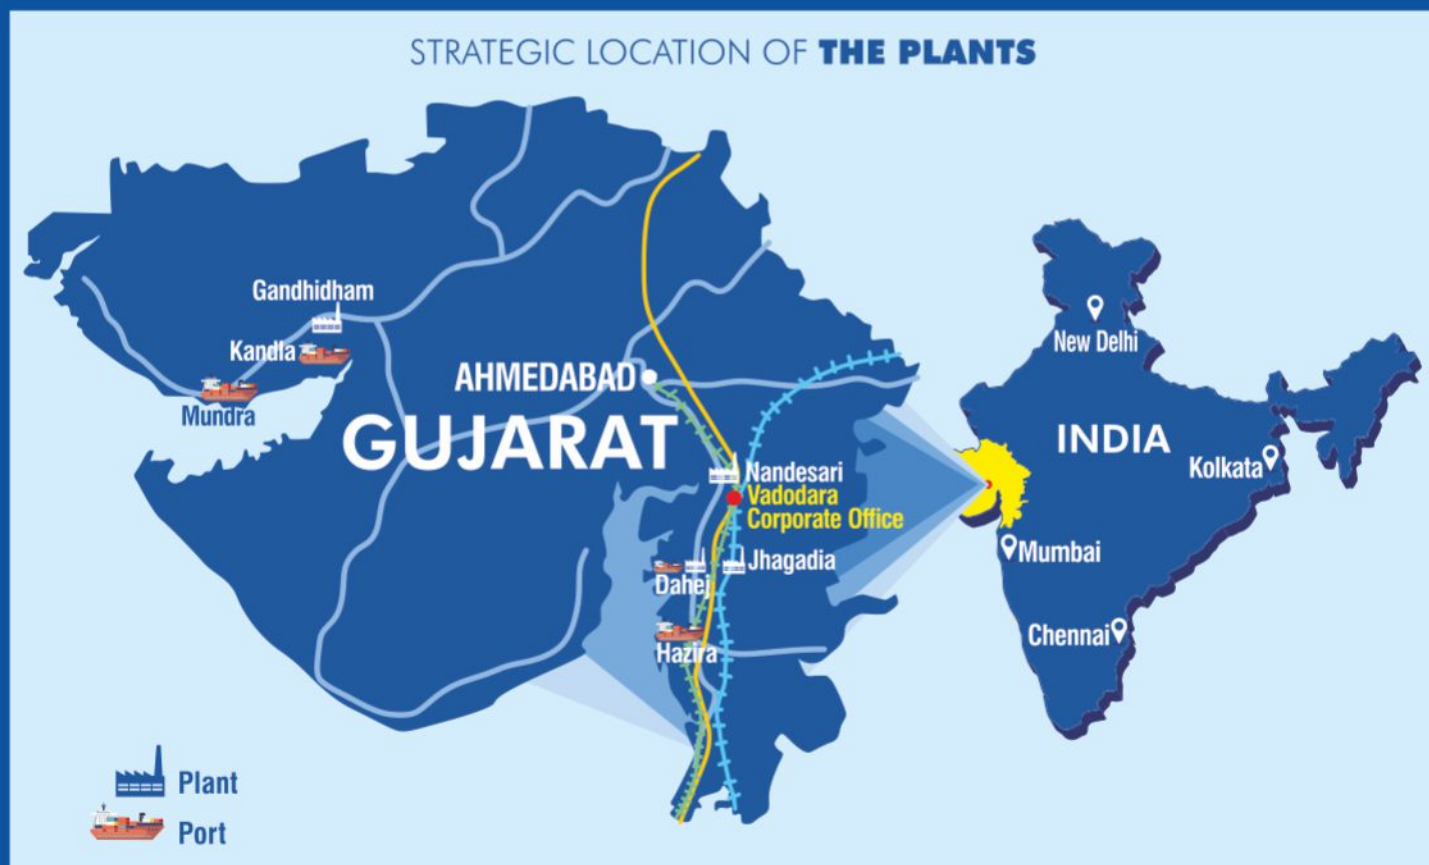 STRATEGIC LOCATION OF THE PLANTS
Gandhidham
Kandla
Mundra
AHMEDABAD
GUJARAT
Nandesari
Vadodara
Corporate Office
Jhagadia
Dahej
Hazira
New Delhi
INDIA
Kolkata
Mumbai
Chennai
Plant
Port